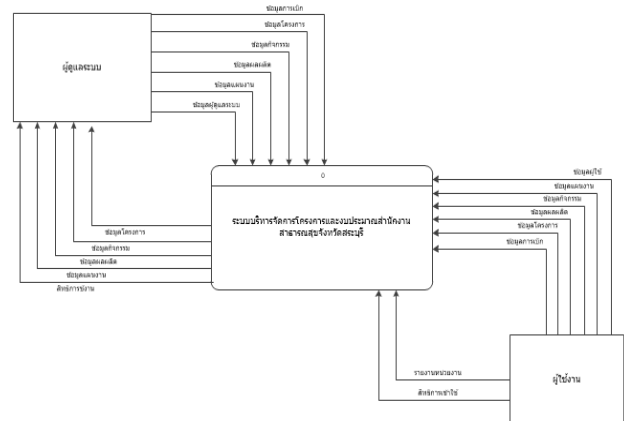 ข้อมูลการเบิก
ข้อมูลโครงการ
ข้อมูลกิจกรรม
ข้อมูลผลผลิต
ข้อมูลแผนงาน
ข้อมูลผู้ดูแลระบบ
ผู้ดูแลระบบ
0
ระบบบริหารจัดการโครงการและงบประมาณสำนักงาน
สาธารณสุขจังหวัดสระบุรี
ข้อมูลผู้ใช้
ข้อมูลแผนงาน
ข้อมูลกิจกรรม
ข้อมูลผลผลิต
ข้อมูลโครงการ
ข้อมูลการเบิก
ข้อมูลโครงการ
ข้อมูลกิจกรรม
ข้อมูลผลผลิต
ข้อมูลแผนงาน
สิทธิการใช้งาน
รายงานหน่วยงาน
สิทธิการเข้าใช้
ผู้ใช้งาน